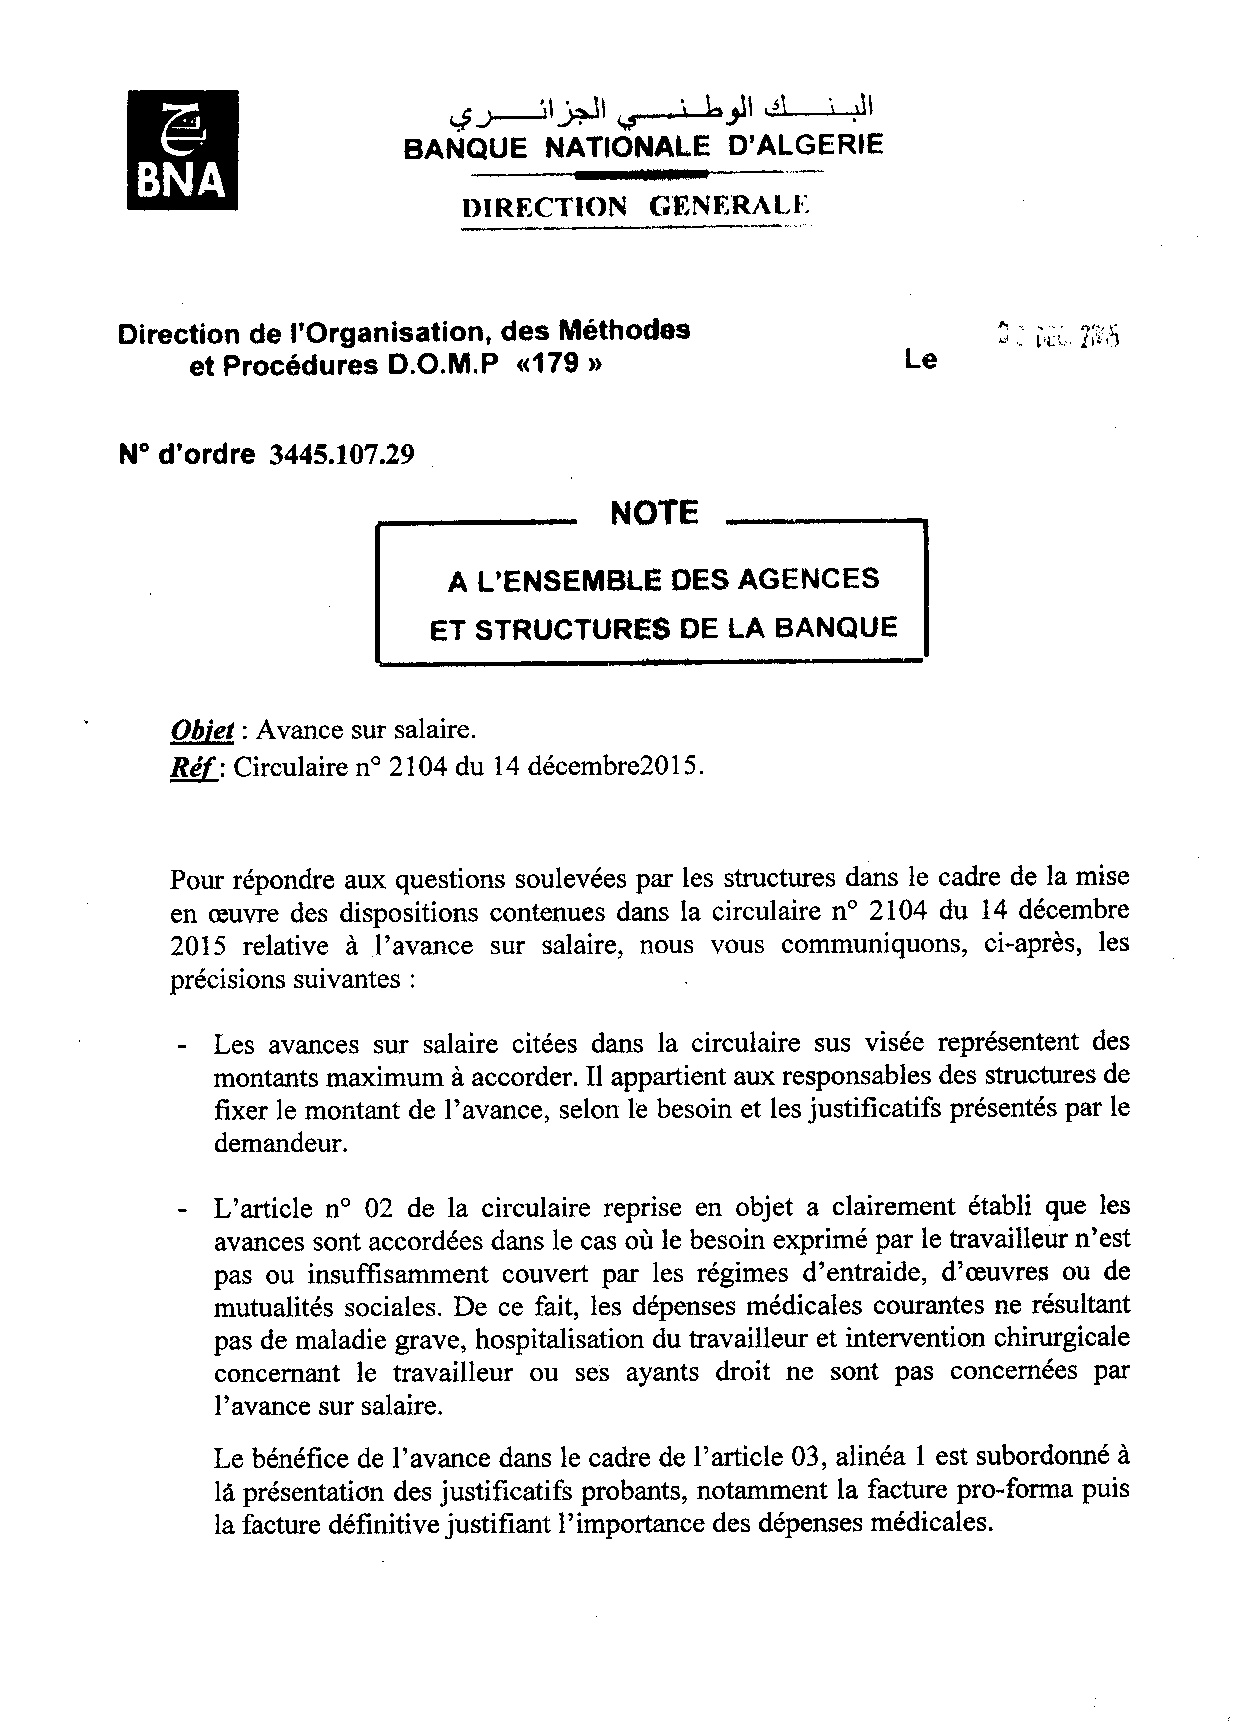 البنك الوطني الجزائري
BANQUE NATIONALE D'ALGERIE
BNA
DIRECTION GENERALE
Direction de l'Organisation, des Méthodes
et Procédures D.O.M.P «179 »
Le
DEC. 2015
N° d'ordre 3445.107.29
NOTE
A L'ENSEMBLE DES AGENCES
ET STRUCTURES DE LA BANQUE
Objet : Avance sur salaire.
Réf : Circulaire n° 2104 du 14 décembre2015.
Pour répondre aux questions soulevées par les structures dans le cadre de la mise
en œuvre des dispositions contenues dans la circulaire n° 2104 du 14 décembre
2015 relative à l'avance sur salaire, nous vous communiquons, ci-après, les
précisions suivantes :
- Les avances sur salaire citées dans la circulaire sus visée représentent des
montants maximum à accorder. Il appartient aux responsables des structures de
fixer le montant de l'avance, selon le besoin et les justificatifs présentés par le
demandeur.
- L'article n° 02 de la circulaire reprise en objet a clairement établi que les
avances sont accordées dans le cas où le besoin exprimé par le travailleur n'est
pas ou insuffisamment couvert par les régimes d'entraide, d'œuvres ou de
mutualités sociales. De ce fait, les dépenses médicales courantes ne résultant
pas de maladie grave, hospitalisation du travailleur et intervention chirurgicale
concernant le travailleur ou ses ayants droit ne sont pas concernées par
l'avance sur salaire.
Le bénéfice de l'avance dans le cadre de l'article 03, alinéa 1 est subordonné à
la présentation des justificatifs probants, notamment la facture pro-forma puis
la facture définitive justifiant l'importance des dépenses médicales.